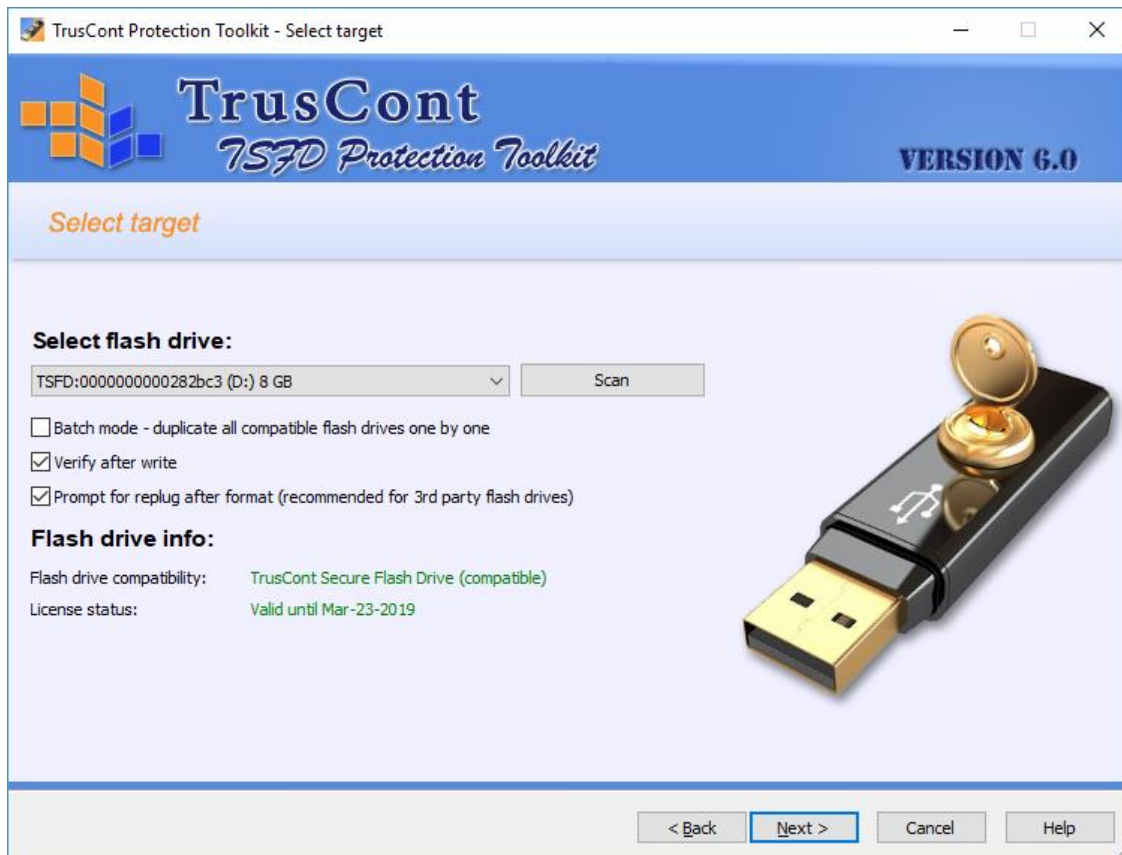 TrusCont Protection Toolkit - Select target
TrusCont
TSFD Protection Toolkit
VERSION 6.0
Select target
Select flash drive:
TSFD:0000000000282bc3 (D:) 8 GB
Scan
Batch mode - duplicate all compatible flash drives one by one
Verify after write
Prompt for replug after format (recommended for 3rd party flash drives)
Flash drive info:
Flash drive compatibility: TrusCont Secure Flash Drive (compatible)
License status: Valid until Mar-23-2019
< Back Next > Cancel Help